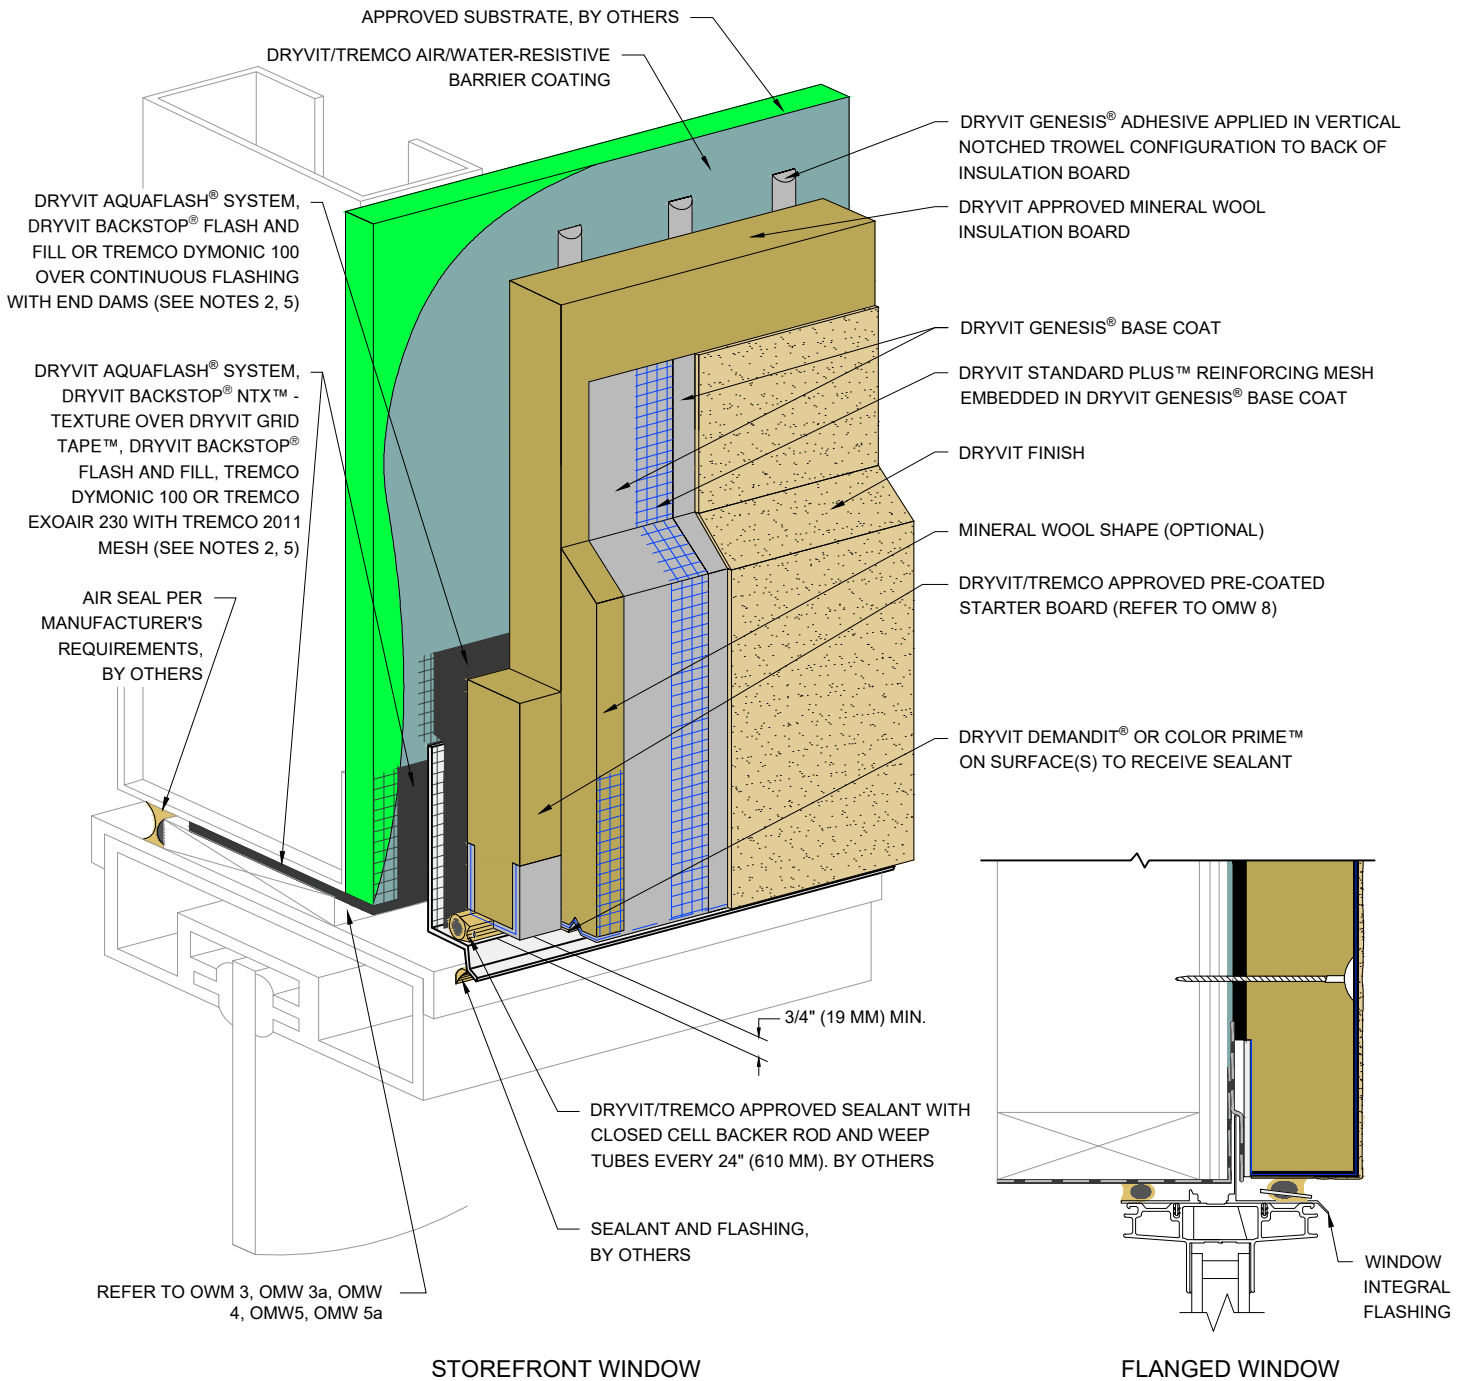 APPROVED SUBSTRATE, BY OTHERS
DRYVIT/TREMCO AIR/WATER-RESISTIVE
BARRIER COATING
DRYVIT AQUAFLASH® SYSTEM,
DRYVIT BACKSTOP® FLASH AND
FILL OR TREMCO DYMONIC 100
OVER CONTINUOUS FLASHING
WITH END DAMS (SEE NOTES 2, 5)
DRYVIT AQUAFLASH® SYSTEM,
DRYVIT BACKSTOP® NTX™ -
TEXTURE OVER DRYVIT GRID
TAPE™, DRYVIT BACKSTOP®
FLASH AND FILL, TREMCO
DYMONIC 100 OR TREMCO
EXOAIR 230 WITH TREMCO 2011
MESH (SEE NOTES 2, 5)
AIR SEAL PER
MANUFACTURER'S
REQUIREMENTS,
BY OTHERS
DRYVIT GENESIS® ADHESIVE APPLIED IN VERTICAL
NOTCHED TROWEL CONFIGURATION TO BACK OF
INSULATION BOARD
DRYVIT APPROVED MINERAL WOOL
INSULATION BOARD
DRYVIT GENESIS® BASE COAT
DRYVIT STANDARD PLUS™ REINFORCING MESH
EMBEDDED IN DRYVIT GENESIS® BASE COAT
DRYVIT FINISH
MINERAL WOOL SHAPE (OPTIONAL)
DRYVIT/TREMCO APPROVED PRE-COATED
STARTER BOARD (REFER TO OMW 8)
DRYVIT DEMANDIT® OR COLOR PRIME™
ON SURFACE(S) TO RECEIVE SEALANT
3/4" (19 MM) MIN.
DRYVIT/TREMCO APPROVED SEALANT WITH
CLOSED CELL BACKER ROD AND WEEP
TUBES EVERY 24" (610 MM). BY OTHERS
SEALANT AND FLASHING,
BY OTHERS
REFER TO OWM 3, OMW 3a, OMW
4, OMW5, OMW 5a
WINDOW
INTEGRAL
FLASHING
STOREFRONT WINDOW
FLANGED WINDOW